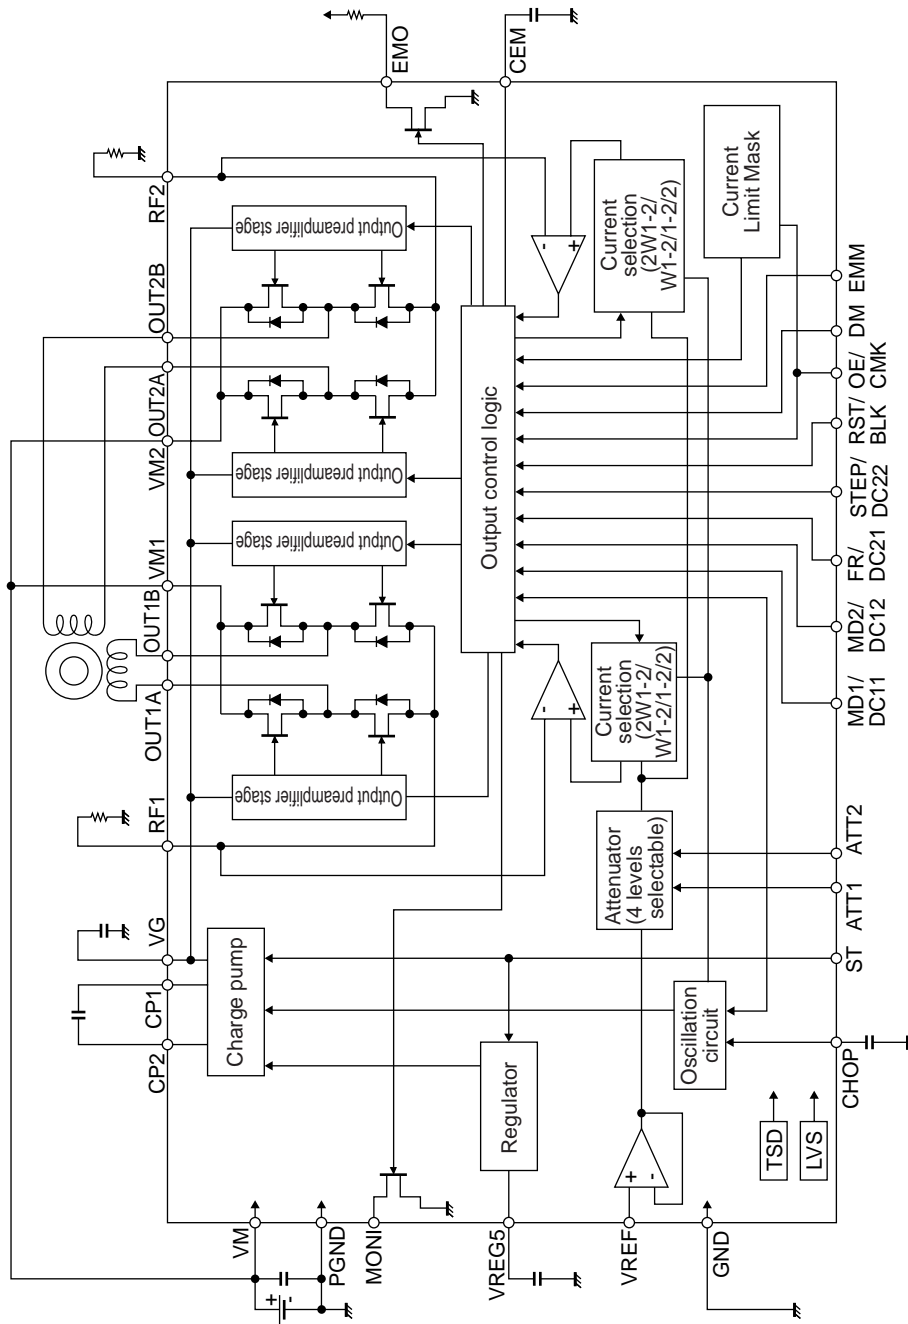 VM
PGND
MONI
VREG5
VREF
GND
CP2
CP1
VG
RF1
OUT1A
OUT1B
VM1
VM2
OUT2A
OUT2B
RF2
EMO
CEM
Charge pump
Regulator
Output preamplifier stage
Output preamplifier stage
Output preamplifier stage
Output preamplifier stage
Output control logic
Oscillation
circuit
Attenuator
(4 levels
selectable)
Current
selection
(2W1-2/
W1-2/1-2/2)
Current
selection
(2W1-2/
W1-2/1-2/2)
Current
Limit Mask
TSD
LVS
+
-
+
-
-
+
-
+
CHOP
ST
ATT1
ATT2
MD1/
DC11
MD2/
DC12
FR/
DC21
STEP/
DC22
RST/
BLK
OE/
CMK
DM
EMM